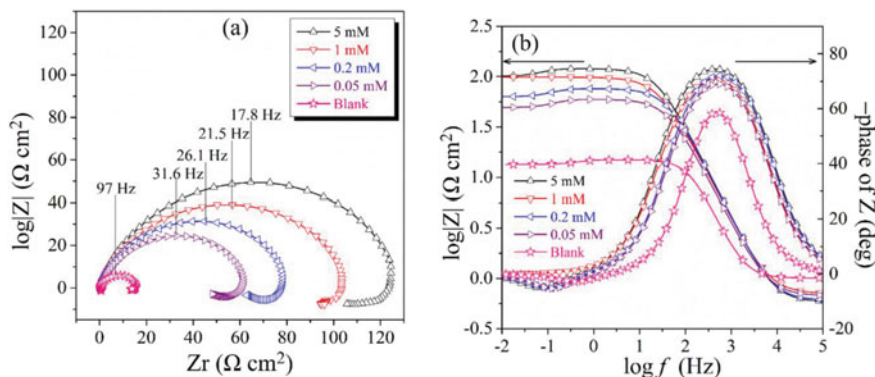 (a)
5 mM
1 mM
0.2 mM
0.05 mM
Blank
17.8 Hz
21.5 Hz
26.1 Hz
31.6 Hz
97 Hz
120
100
80
60
40
20
0
-20
log|Z| (Ω cm²)
0 20 40 60 80 100 120
Zr (Ω cm²)
(b)
2.5
2.0
1.5
1.0
0.5
0.0
-0.5
log|Z| (Ω cm²)
5 mM
1 mM
0.2 mM
0.05 mM
Blank
80
60
40
20
0
-20
−phase of Z (deg)
-2 -1 0 1 2 3 4 5
log f (Hz)